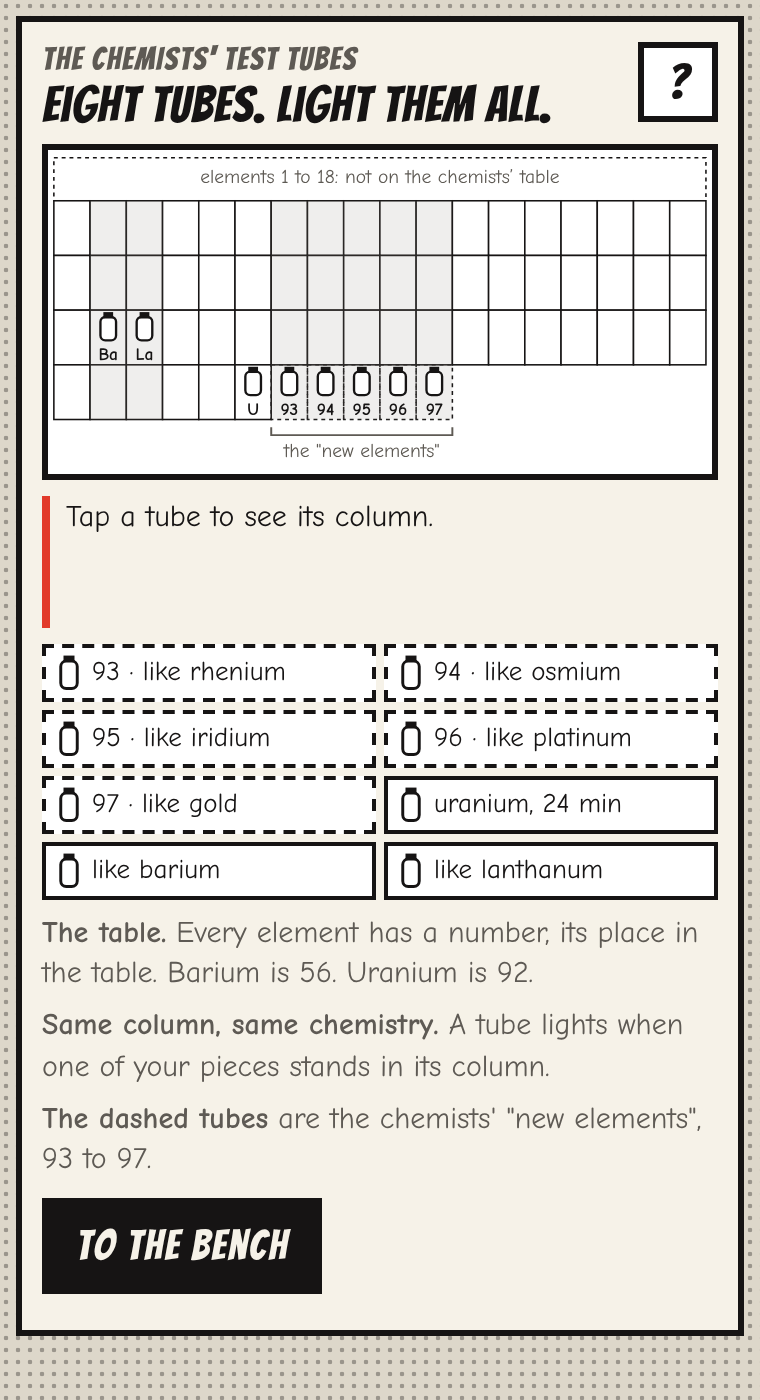 THE CHEMISTS' TEST TUBES
EIGHT TUBES. LIGHT THEM ALL.
?
elements 1 to 18: not on the chemists' table
Ba La
U 93 94 95 96 97
the "new elements"
Tap a tube to see its column.
93 · like rhenium
94 · like osmium
95 · like iridium
96 · like platinum
97 · like gold
uranium, 24 min
like barium
like lanthanum
The table. Every element has a number, its place in
the table. Barium is 56. Uranium is 92.
Same column, same chemistry. A tube lights when
one of your pieces stands in its column.
The dashed tubes are the chemists' "new elements",
93 to 97.
TO THE BENCH